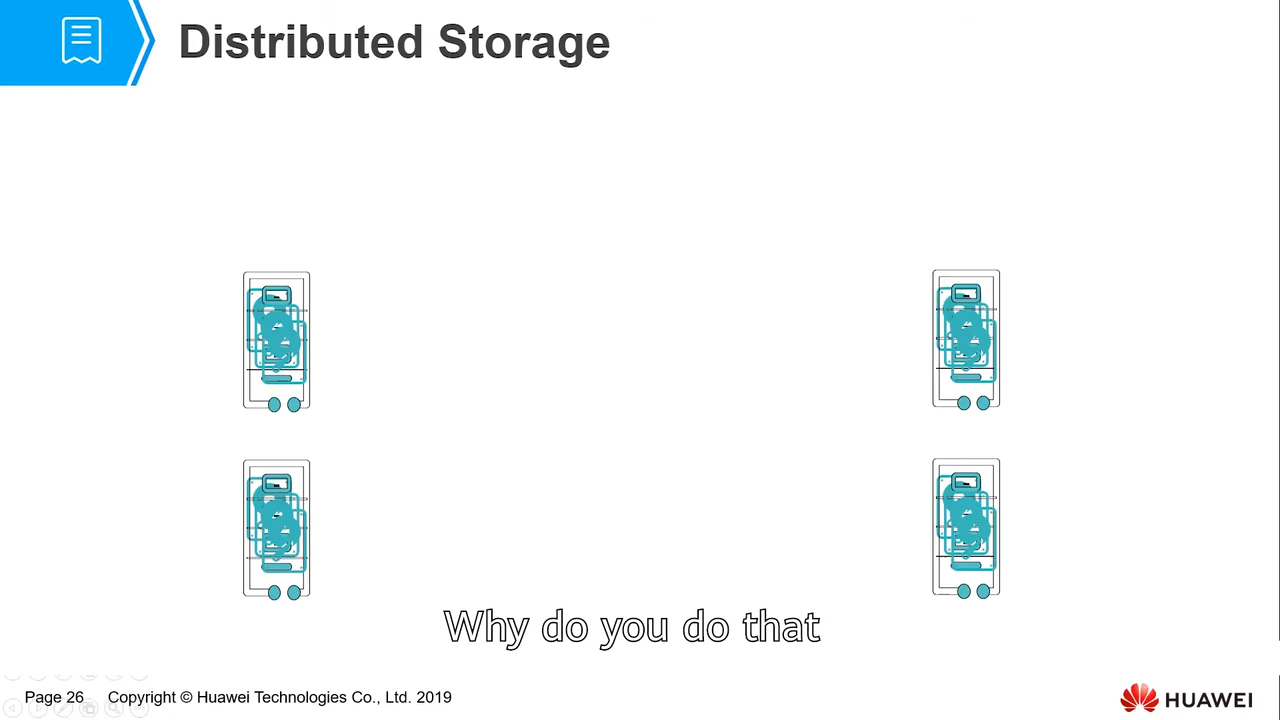 Distributed Storage
Why do you do that
Page 26 Copyright © Huawei Technologies Co., Ltd. 2019
HUAWEI